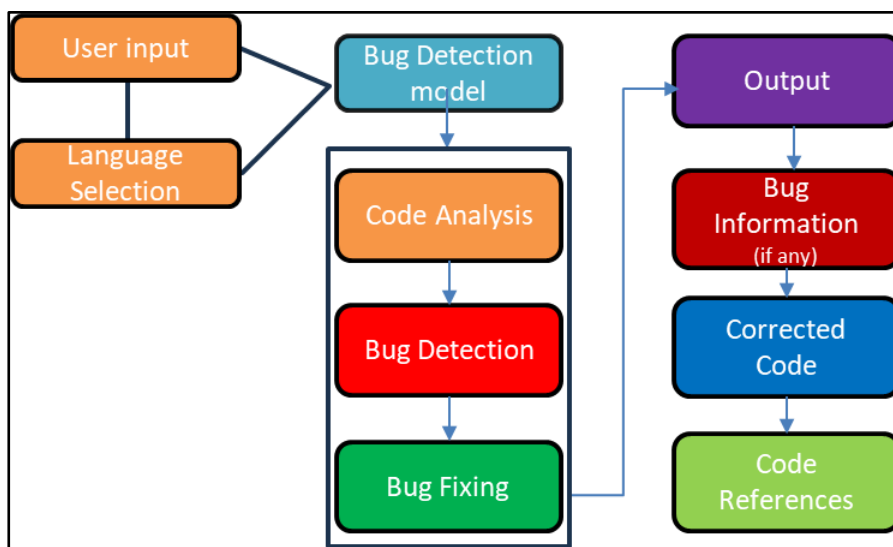 User input
Language
Selection
Bug Detection
model
Code Analysis
Bug Detection
Bug Fixing
Output
Bug
Information
(if any)
Corrected
Code
Code
References